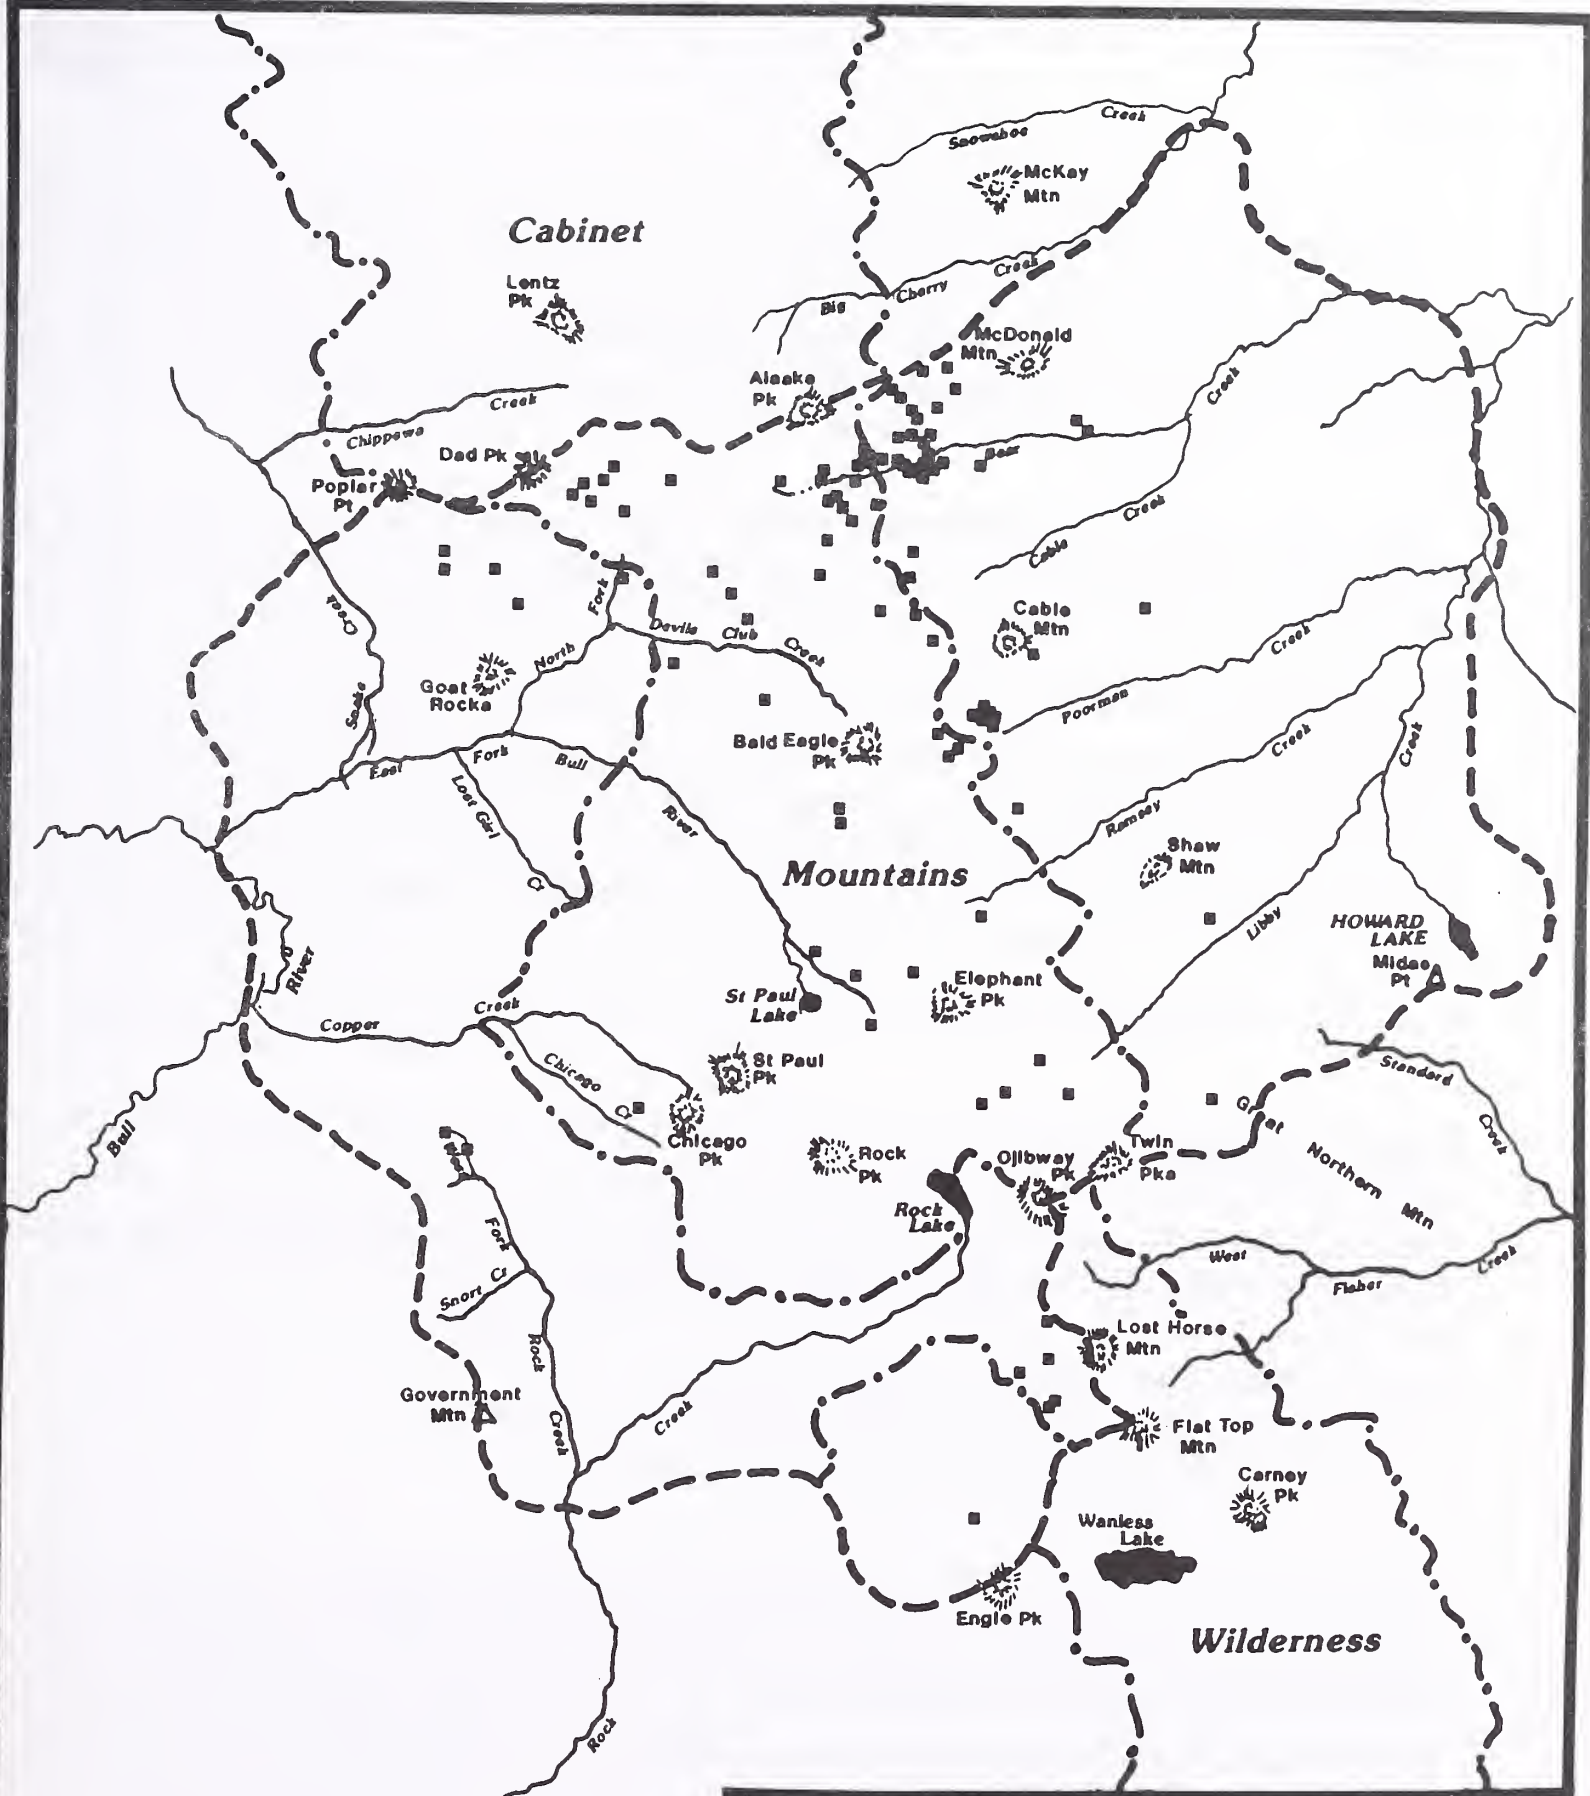 Creek
Snowshoe
McKay
Mtn
Cabinet
Lentz
Pk
Creek
Big
Cherry
McDonald
Mtn
Alaska
Pk
Creek
Creek
Chippewa
Dad Pk
Bear
Poplar
Pt
Creek
Cable
Creek
Fork
Cable
Mtn
Devils
Club
Creek
Creek
North
Goat
Rocks
Snake
Poorman
Bald Eagle
Pk
East
Fork
Bull
Creek
Creek
Lost Girl
Cr
River
Ramsey
Shaw
Mtn
Mountains
Libby
HOWARD
LAKE
Midas
Pt
River
Elephant
Pk
St Paul
Lake
Creek
Copper
Chicago
Cr
St Paul
Pk
Standard
Creek
Great
Northern
Mtn
Bull
Chicago
Pk
Rock
Pk
Ojibway
Pk
Twin
Pks
West
Rock
Lake
Fork
West
Fisher
Creek
Snort
Cr
Rock
Lost Horse
Mtn
Government
Mtn
Creek
Creek
Flat Top
Mtn
Carney
Pk
Wanless
Lake
Engle Pk
Wilderness
Rock